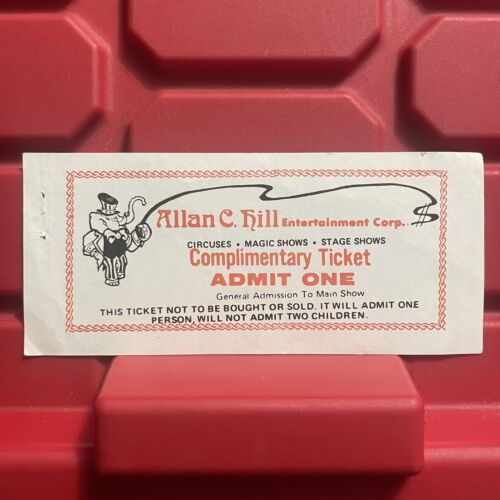 Allan C. Hill Entertainment Corp.. $
CIRCUSES • MAGIC SHOWS • STAGE SHOWS
Complimentary Ticket
ADMIT ONE
General Admission To Main Show
THIS TICKET NOT TO BE BOUGHT OR SOLD. IT WILL ADMIT ONE
PERSON, WILL NOT ADMIT TWO CHILDREN.